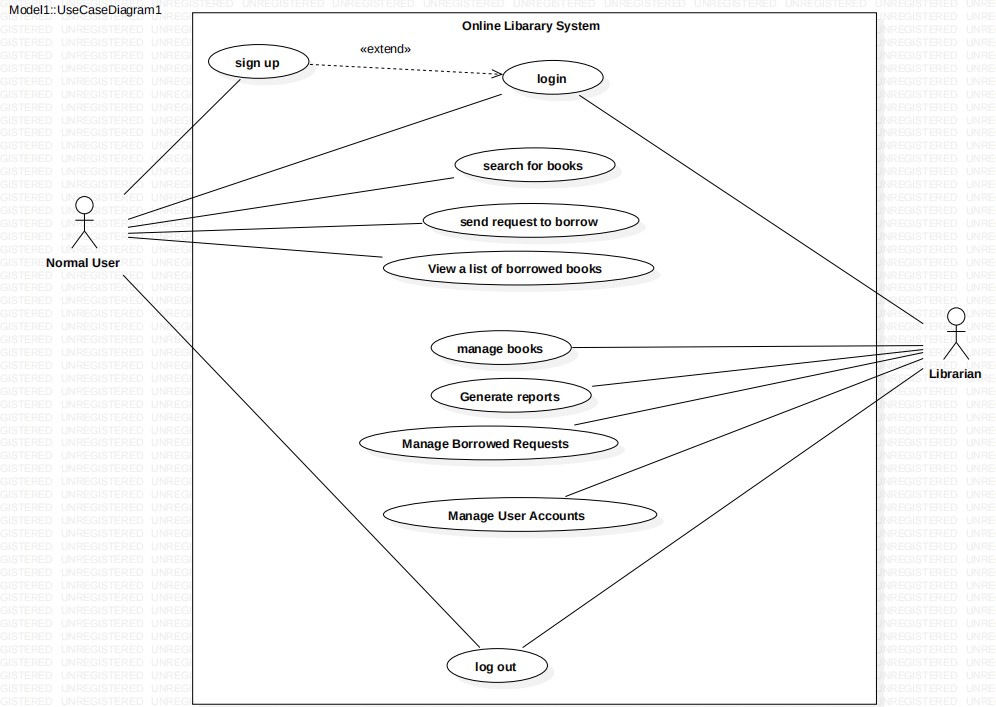 Model1::UseCaseDiagram1
Online Libarary System
sign up
«extend»
login
search for books
send request to borrow
View a list of borrowed books
Normal User
manage books
Generate reports
Manage Borrowed Requests
Manage User Accounts
Librarian
log out
UNREGISTERED